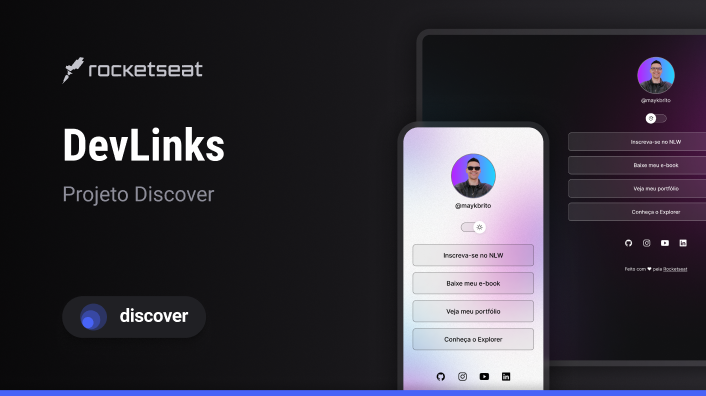 rocketseat
DevLinks
Projeto Discover
discover
@maykbrito
Inscreva-se no NLW
Baixe meu e-book
Veja meu portfólio
Conheça o Explorer
@maykbrito
Inscreva-se no NLW
Baixe meu e-book
Veja meu portfólio
Conheça o Explorer
Feito com ♥ pela Rocketseat